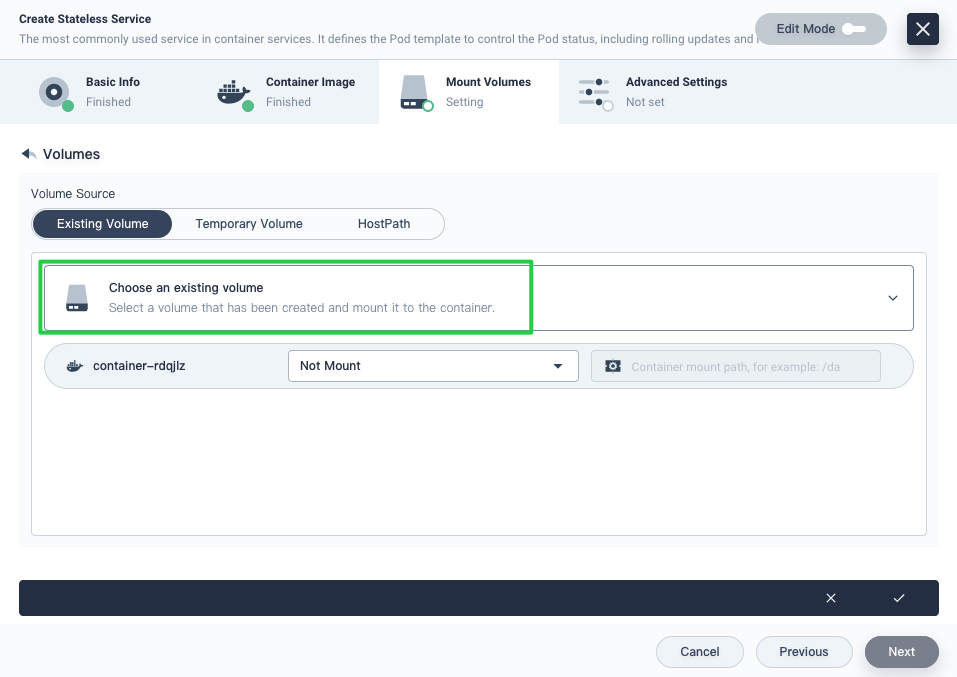 Create Stateless Service
The most commonly used service in container services. It defines the Pod template to control the Pod status, including rolling updates and
Edit Mode
Basic Info
Finished
Container Image
Finished
Mount Volumes
Setting
Advanced Settings
Not set
Volumes
Volume Source
Existing Volume
Temporary Volume
HostPath
Choose an existing volume
Select a volume that has been created and mount it to the container.
container-rdqjlz
Not Mount
Container mount path, for example: /da
Cancel
Previous
Next